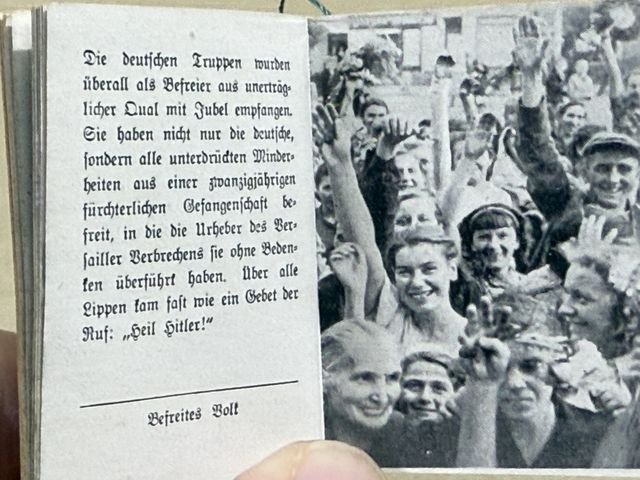 Die deutschen Truppen wurden
überall als Befreier aus unerträg-
licher Qual mit Jubel empfangen.
Sie haben nicht nur die deutsche,
sondern alle unterdrückten Minder-
heiten aus einer zwanzigjährigen
fürchterlichen Gefangenschaft be-
freit, in die die Urheber des Ver-
sailler Verbrechens sie ohne Beden-
ken überführt haben. Über alle
Lippen kam fast wie ein Gebet der
Ruf: „Heil Hitler!"
Befreites Volk